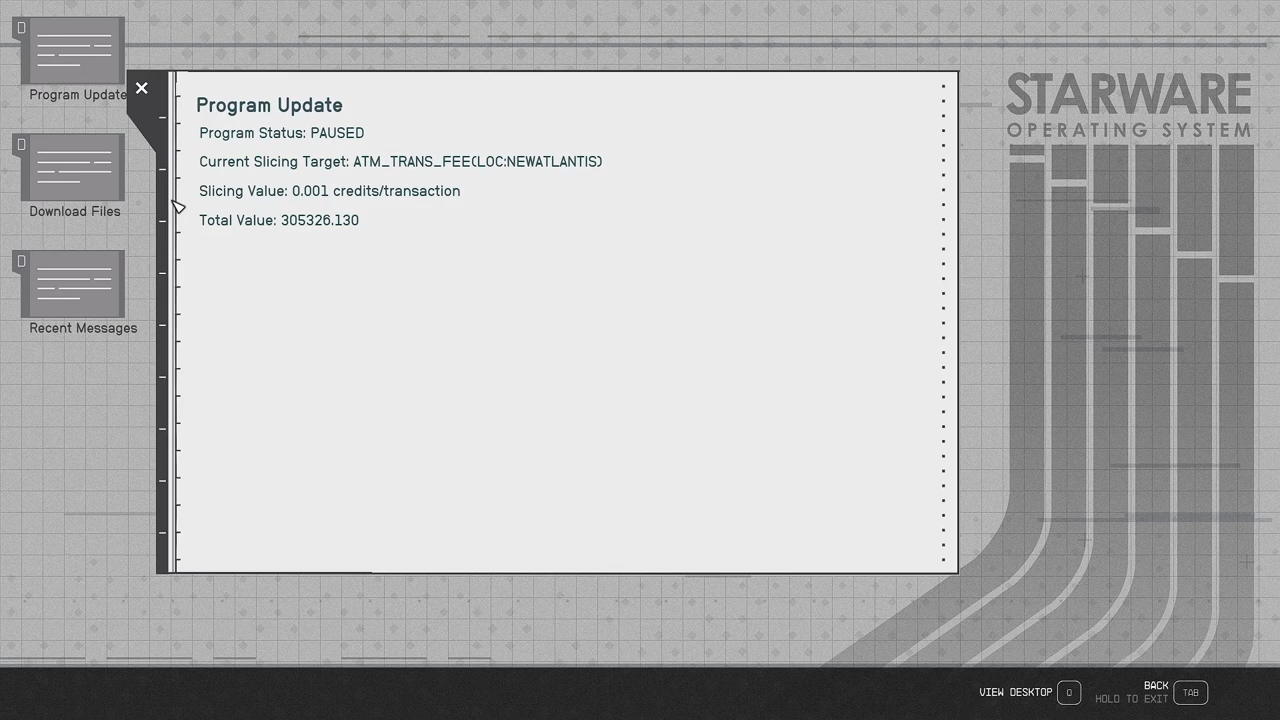 Program Update
Download Files
Recent Messages
Program Update
Program Status: PAUSED
Current Slicing Target: ATM_TRANS_FEE(LOC:NEWATLANTIS)
Slicing Value: 0.001 credits/transaction
Total Value: 305326.130
STARWARE
OPERATING SYSTEM
VIEW DESKTOP Q
BACK
HOLD TO EXIT TAB